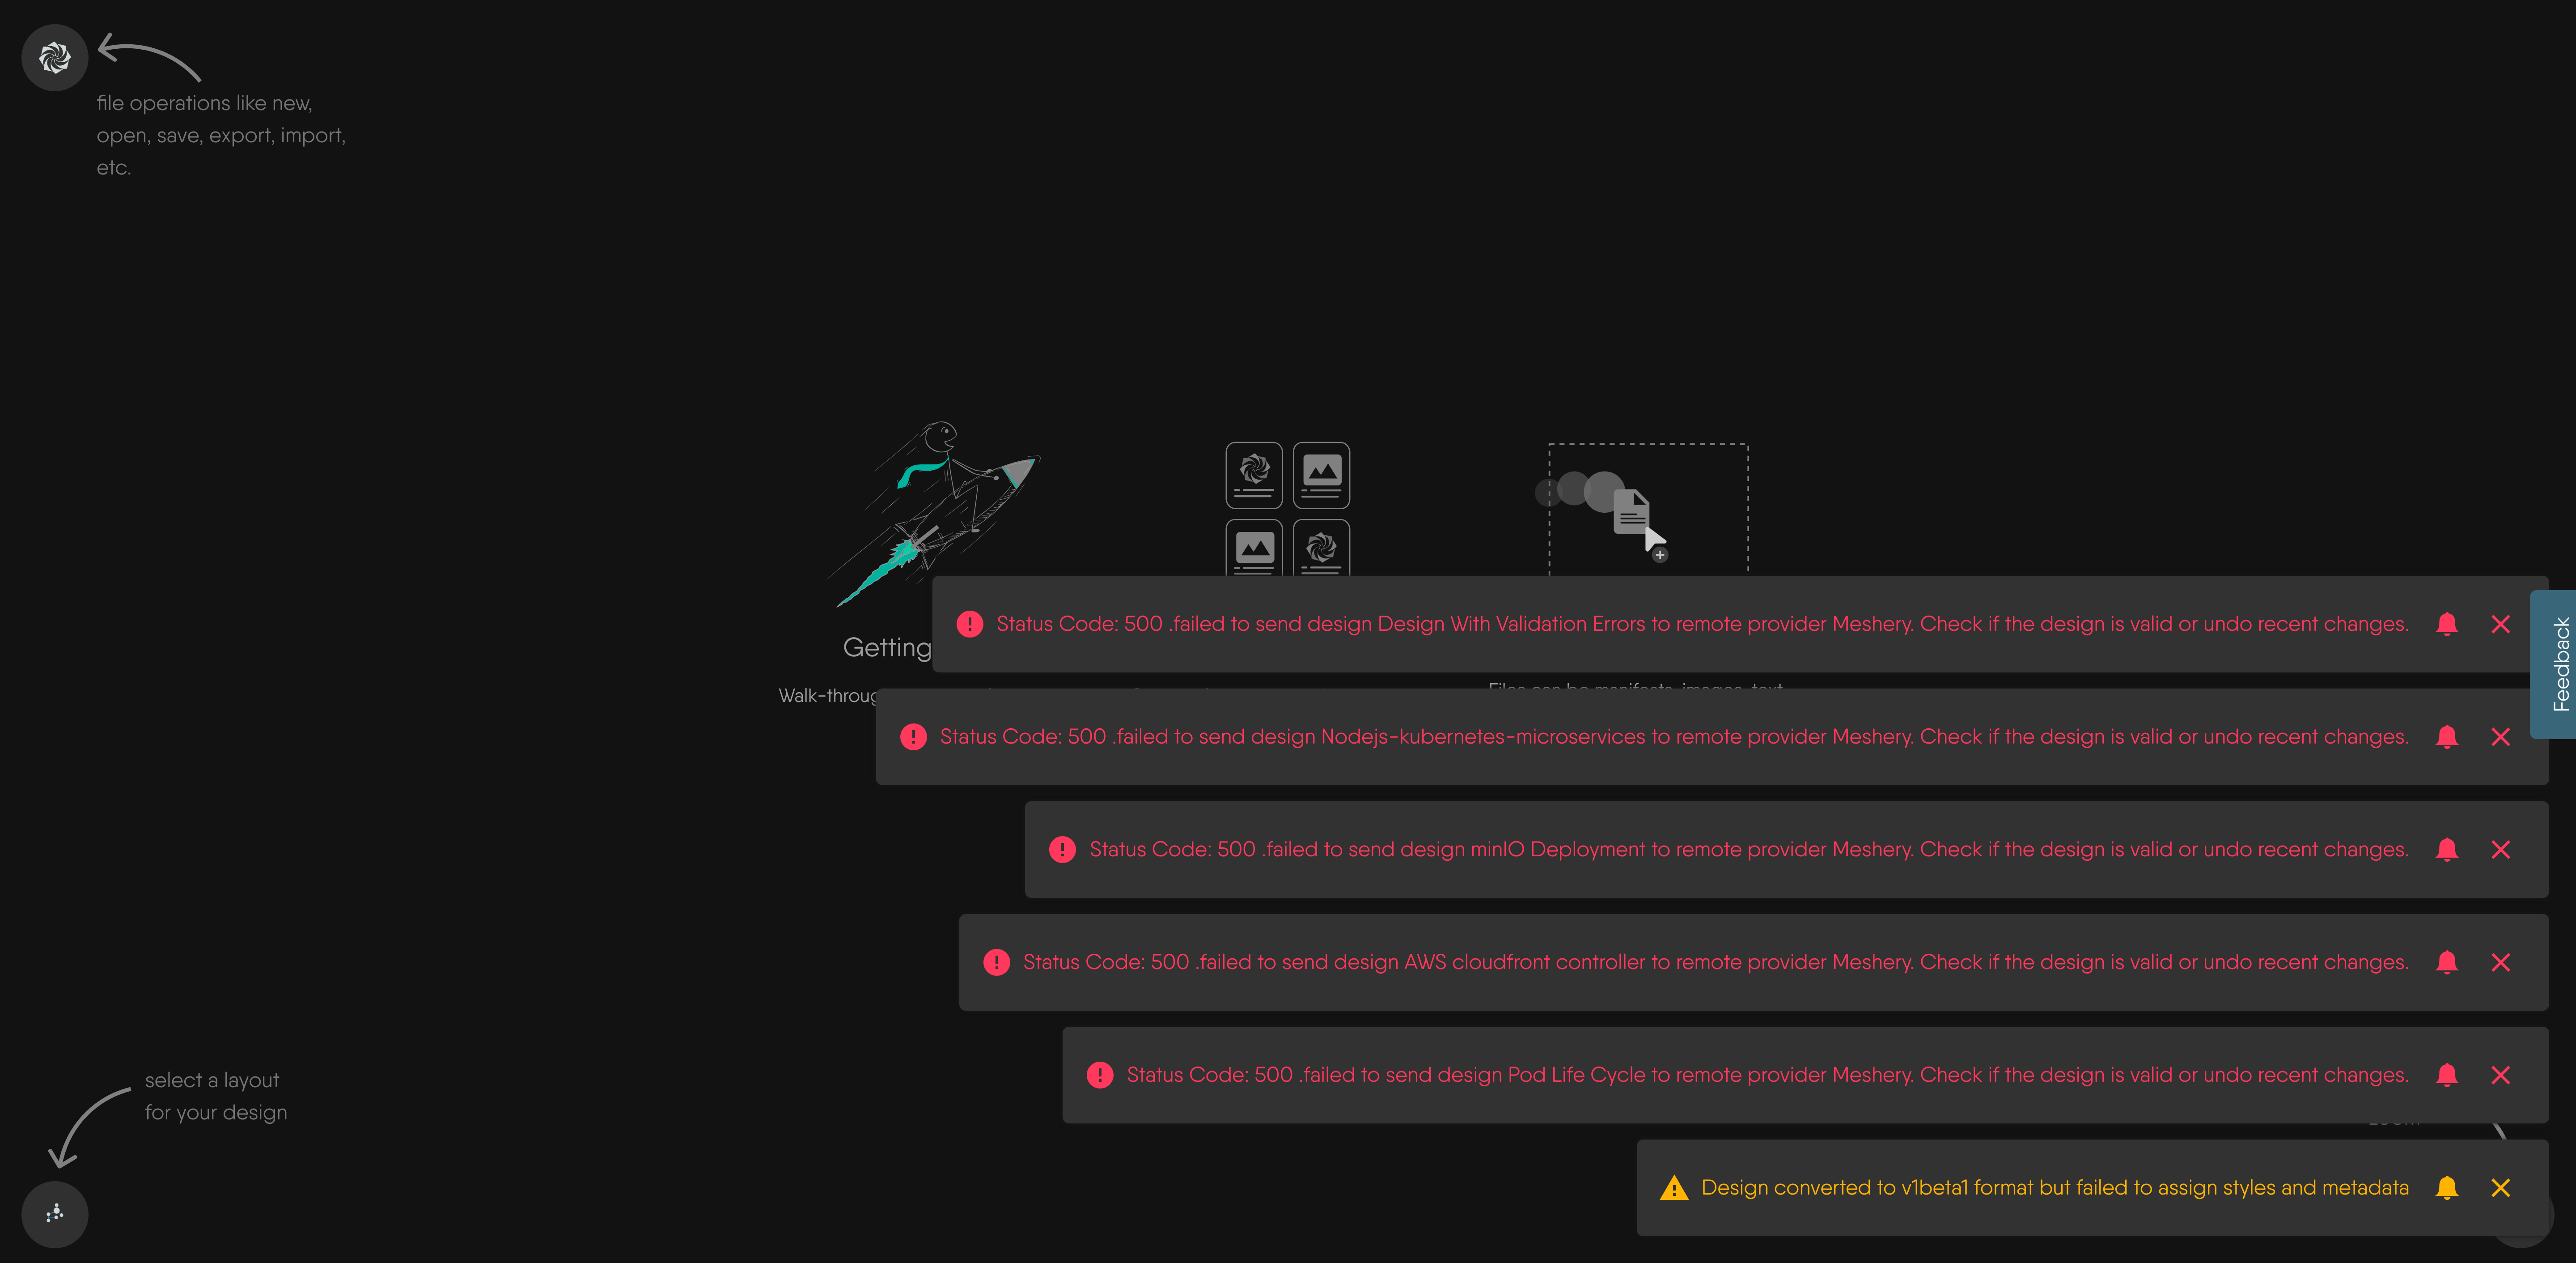 file operations like new,
open, save, export, import,
etc.
Getting
Status Code: 500 .failed to send design Design With Validation Errors to remote provider Meshery. Check if the design is valid or undo recent changes.
Feedback
Walk-throug
Files can be manifests, images, text
Status Code: 500 .failed to send design Nodejs-kubernetes-microservices to remote provider Meshery. Check if the design is valid or undo recent changes.
Status Code: 500 .failed to send design minIO Deployment to remote provider Meshery. Check if the design is valid or undo recent changes.
Status Code: 500 .failed to send design AWS cloudfront controller to remote provider Meshery. Check if the design is valid or undo recent changes.
Status Code: 500 .failed to send design Pod Life Cycle to remote provider Meshery. Check if the design is valid or undo recent changes.
select a layout
for your design
Design converted to v1beta1 format but failed to assign styles and metadata